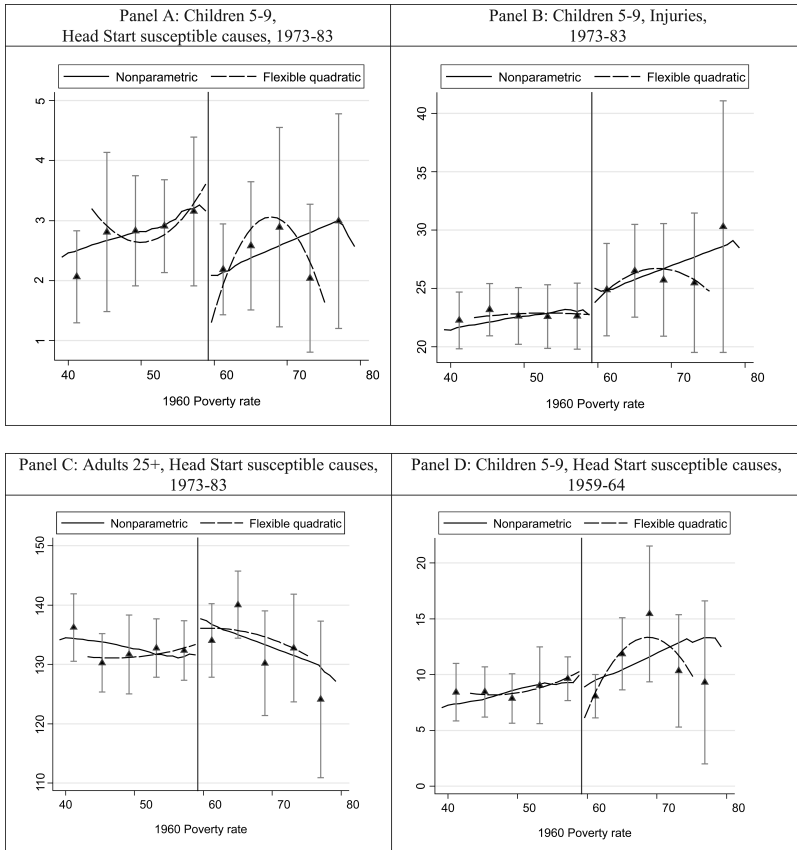 Panel A: Children 5-9,
Head Start susceptible causes, 1973-83
Nonparametric
Flexible quadratic
5
4
3
2
1
40 50 60 70 80
1960 Poverty rate
Panel B: Children 5-9, Injuries,
1973-83
Nonparametric
Flexible quadratic
40
35
30
25
20
40 50 60 70 80
1960 Poverty rate
Panel C: Adults 25+, Head Start susceptible causes,
1973-83
Nonparametric
Flexible quadratic
150
140
130
120
110
40 50 60 70 80
1960 Poverty rate
Panel D: Children 5-9, Head Start susceptible causes,
1959-64
Nonparametric
Flexible quadratic
20
15
10
5
0
40 50 60 70 80
1960 Poverty rate